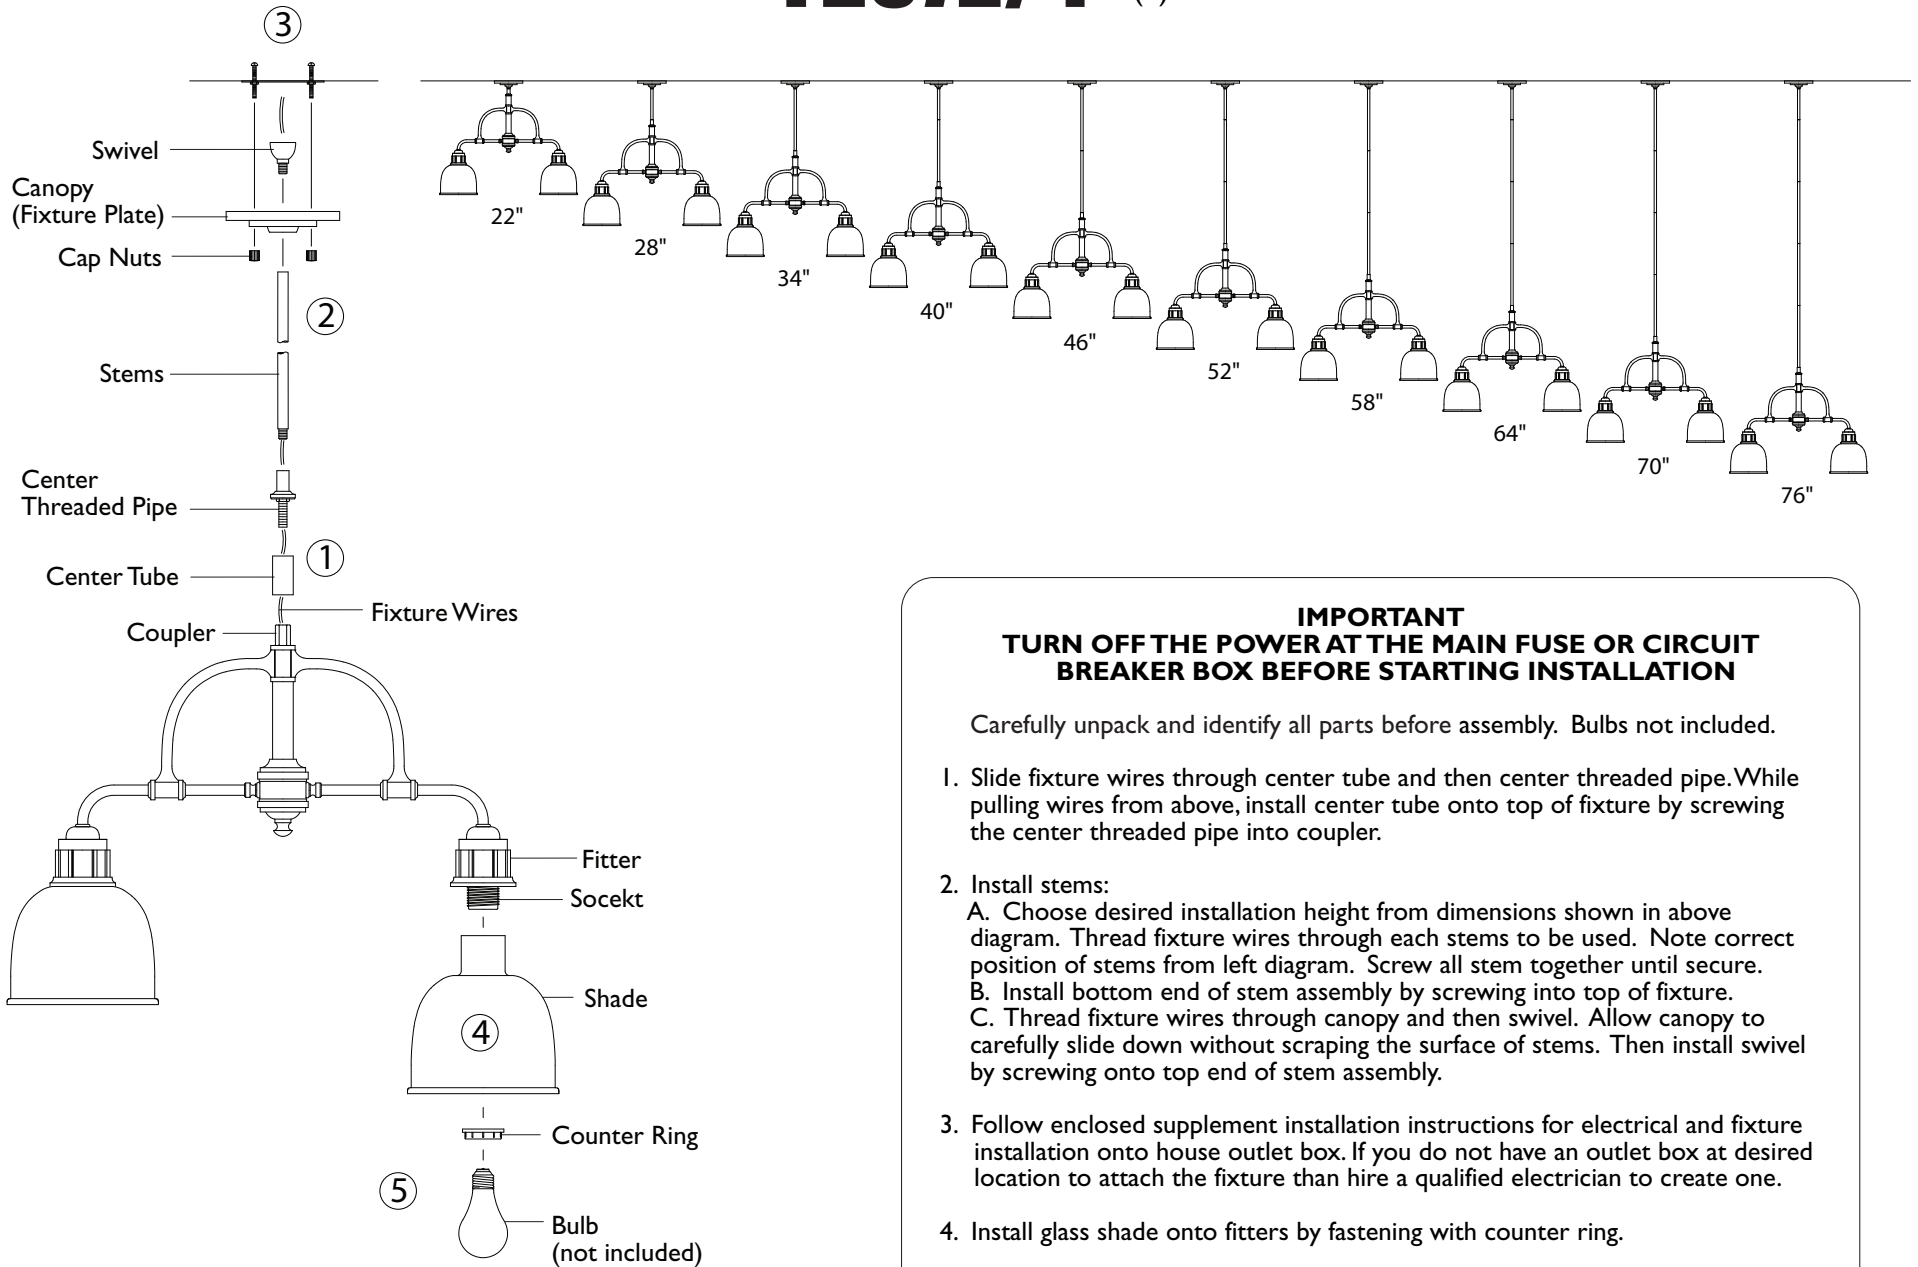 3
Swivel
Canopy
(Fixture Plate)
Cap Nuts
2
Stems
Center
Threaded Pipe
1
Center Tube
Fixture Wires
Coupler
Fitter
Socekt
Shade
4
Counter Ring
5
Bulb
(not included)
22"
28"
34"
40"
46"
52"
58"
64"
70"
76"
IMPORTANT
TURN OFF THE POWER AT THE MAIN FUSE OR CIRCUIT
BREAKER BOX BEFORE STARTING INSTALLATION
Carefully unpack and identify all parts before assembly. Bulbs not included.
1. Slide fixture wires through center tube and then center threaded pipe. While
pulling wires from above, install center tube onto top of fixture by screwing
the center threaded pipe into coupler.
2. Install stems:
A. Choose desired installation height from dimensions shown in above
diagram. Thread fixture wires through each stems to be used. Note correct
position of stems from left diagram. Screw all stem together until secure.
B. Install bottom end of stem assembly by screwing into top of fixture.
C. Thread fixture wires through canopy and then swivel. Allow canopy to
carefully slide down without scraping the surface of stems. Then install swivel
by screwing onto top end of stem assembly.
3. Follow enclosed supplement installation instructions for electrical and fixture
installation onto house outlet box. If you do not have an outlet box at desired
location to attach the fixture than hire a qualified electrician to create one.
4. Install glass shade onto fitters by fastening with counter ring.